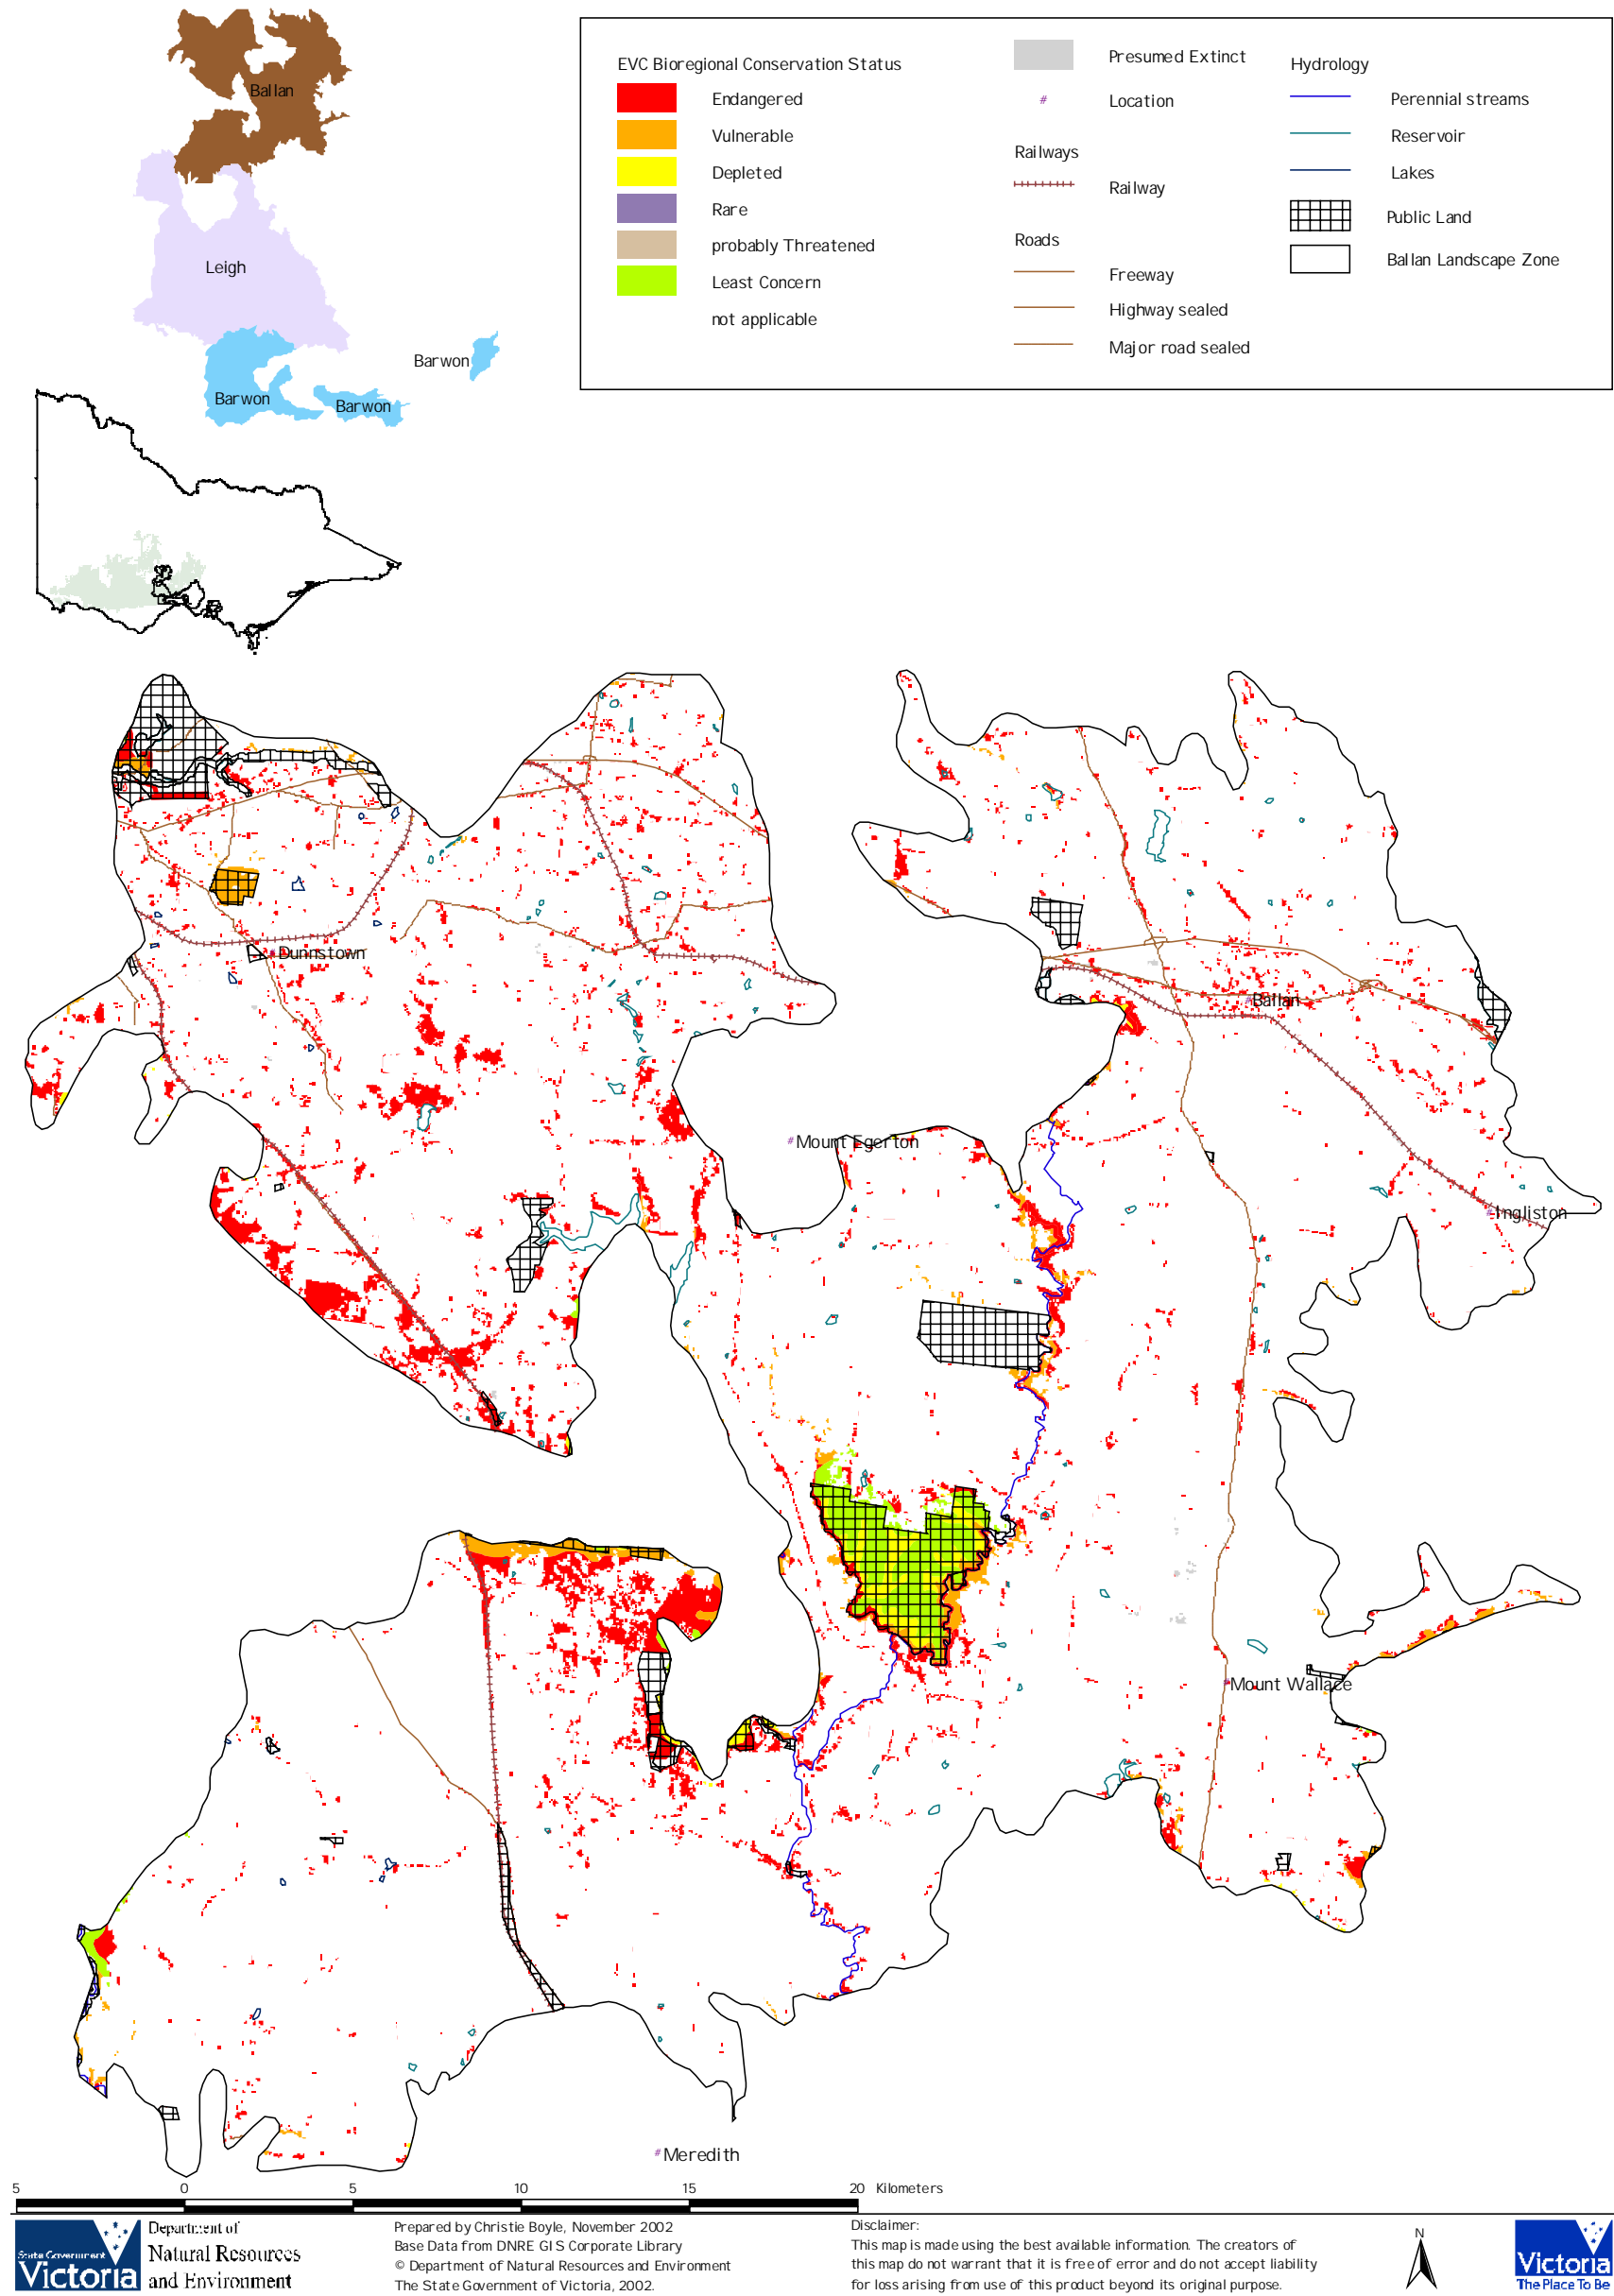 Ballan
Leigh
Barwon
Barwon
Barwon
EVC Bioregional Conservation Status
Endangered
Vulnerable
Depleted
Rare
probably Threatened
Least Concern
not applicable
Presumed Extinct
# Location
Railways
Railway
Roads
Freeway
Highway sealed
Major road sealed
Hydrology
Perennial streams
Reservoir
Lakes
Public Land
Ballan Landscape Zone
Dunnstown
#Ballan
# Mount Egerton
#Ingliston
Mount Wallace
# Meredith
5 0 5 10 15 20 Kilometers
State Government
Victoria
Department of
Natural Resources
and Environment
Prepared by Christie Boyle, November 2002
Base Data from DNRE GIS Corporate Library
© Department of Natural Resources and Environment
The State Government of Victoria, 2002.
Disclaimer:
This map is made using the best available information. The creators of
this map do not warrant that it is free of error and do not accept liability
for loss arising from use of this product beyond its original purpose.
N
Victoria
The Place To Be